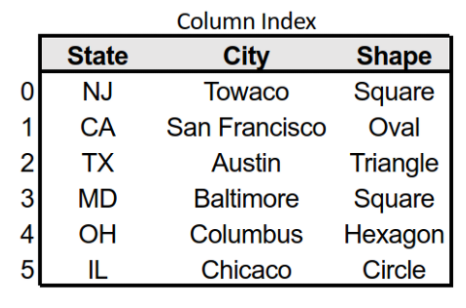 Column Index
State City Shape
0 NJ Towaco Square
1 CA San Francisco Oval
2 TX Austin Triangle
3 MD Baltimore Square
4 OH Columbus Hexagon
5 IL Chicaco Circle